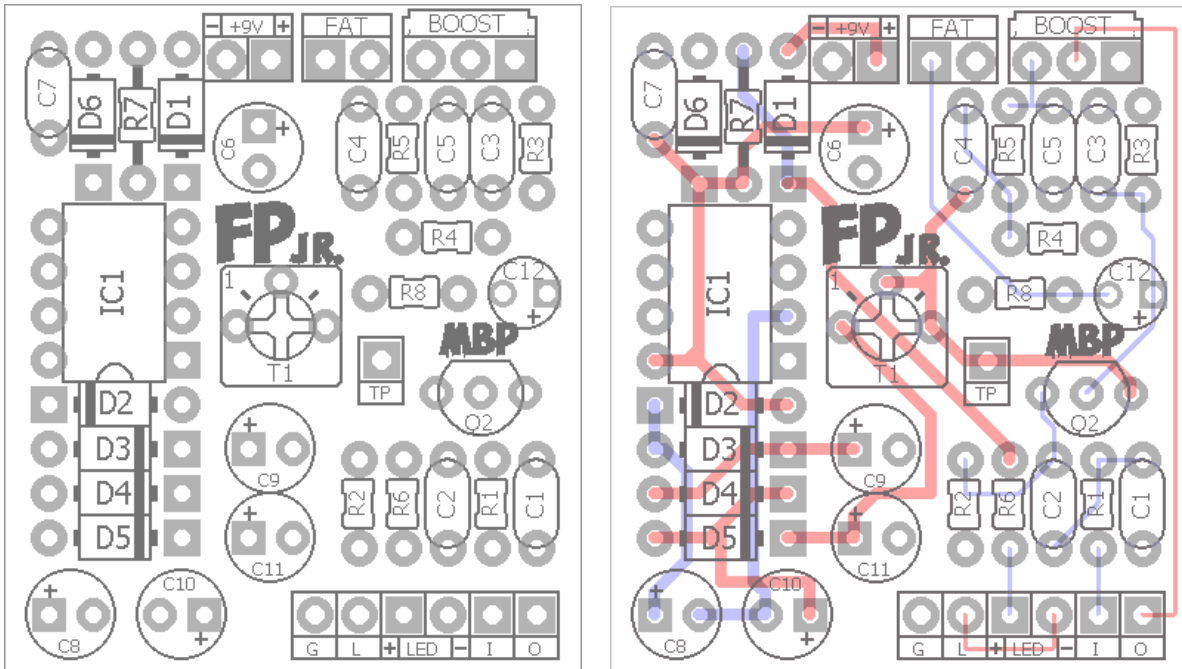 - +9V +
FAT
BOOST
C7
D6
R7
D1
C6
C4
R5
C5
C3
R3
FP JR.
R4
IC1
1
R8
C12
T1
TP
MBP
Q2
D2
D3
D4
D5
C9
R2
R6
C2
R1
C1
C11
C8
C10
G L + LED - I O
- +9V +
FAT
BOOST
C7
D6
R7
D1
C6
C4
R5
C5
C3
R3
FP JR.
R4
IC1
1
R8
C12
T1
TP
MBP
Q2
D2
D3
D4
D5
C9
R2
R6
C2
R1
C1
C11
C8
C10
G L + LED - I O